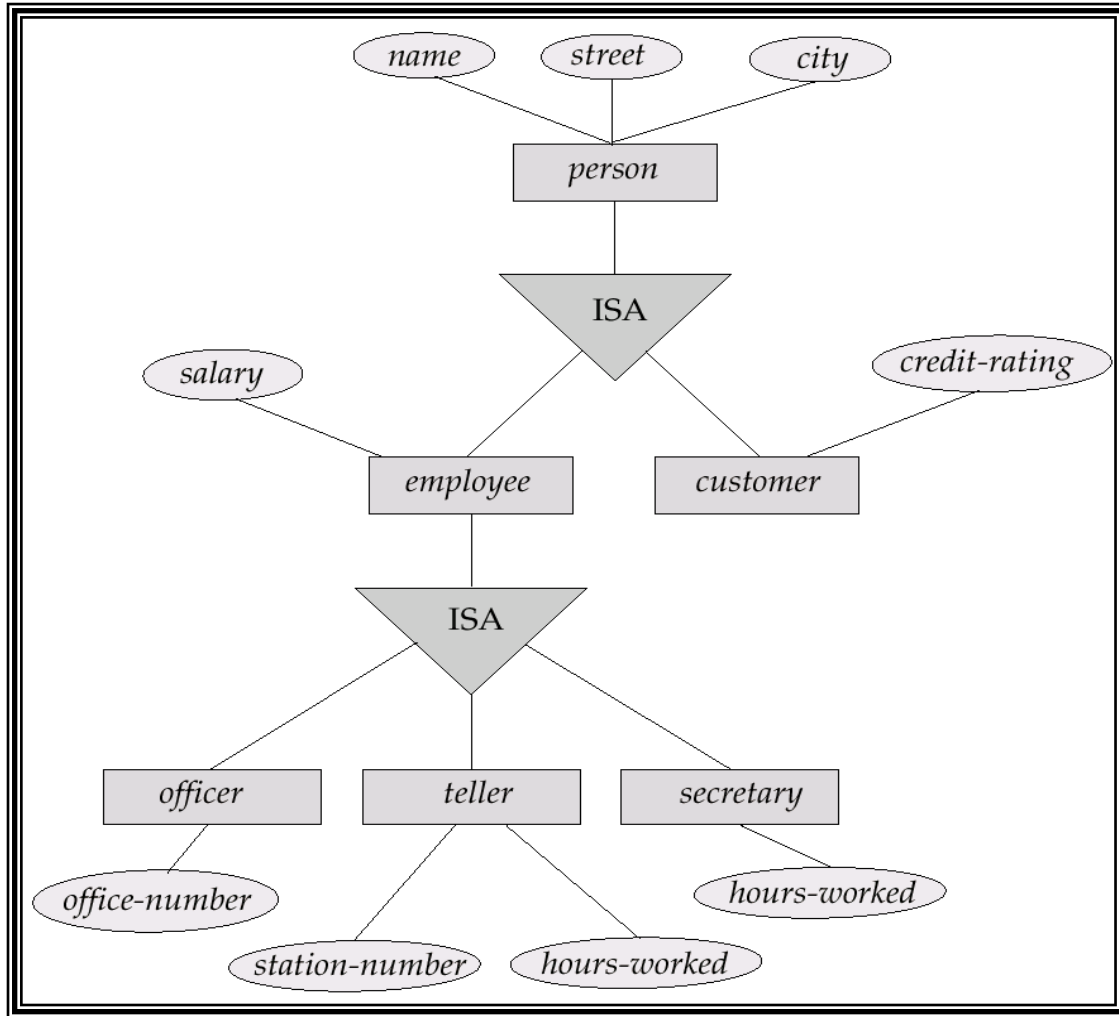 name street city
person
ISA
salary credit-rating
employee customer
ISA
officer teller secretary
office-number hours-worked
station-number hours-worked